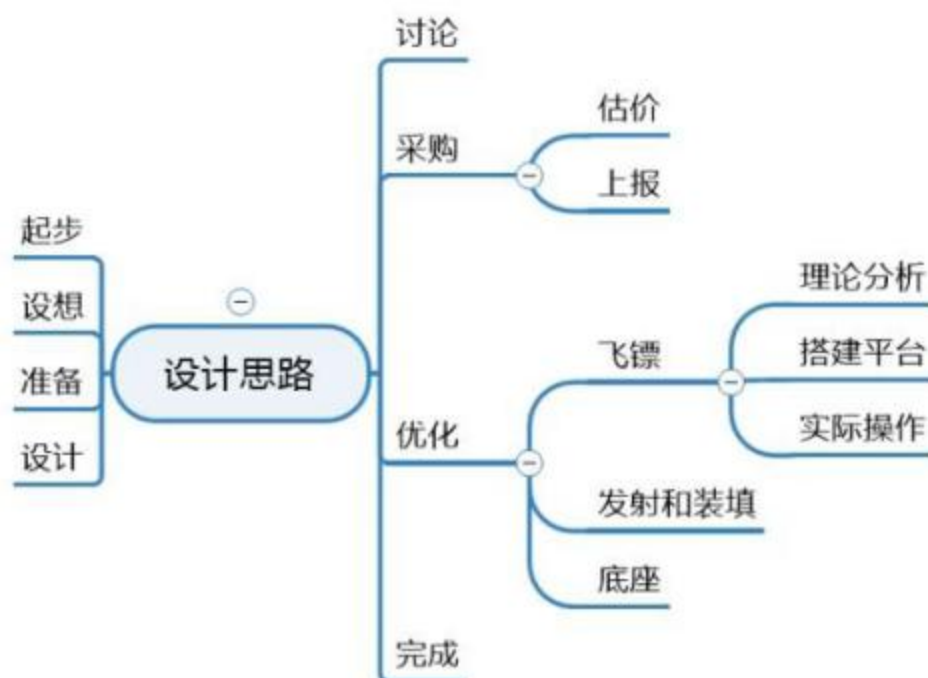 讨论
估价
采购
上报
起步
理论分析
设想
飞镖
搭建平台
设计思路
准备
实际操作
优化
设计
发射和装填
底座
完成